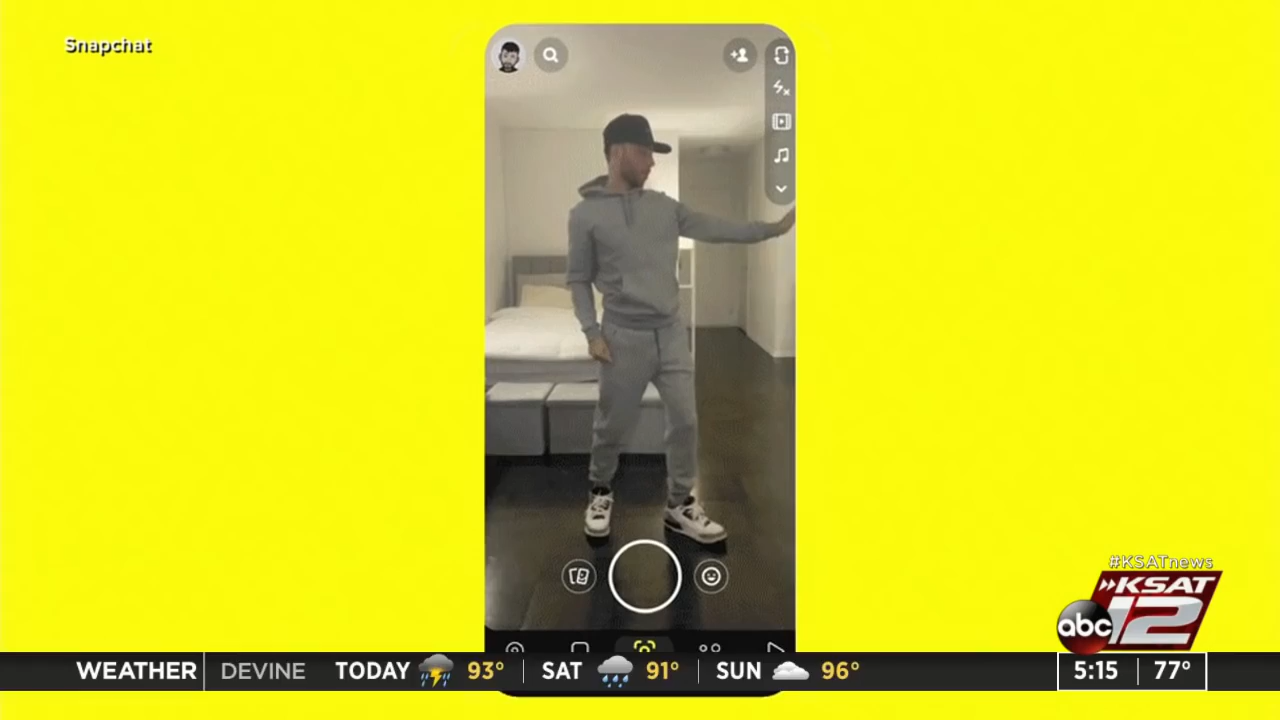 Snapchat
#KSATnews
KSAT
abc 12
WEATHER DEVINE TODAY 93° SAT 91° SUN 96° 5:15 77°